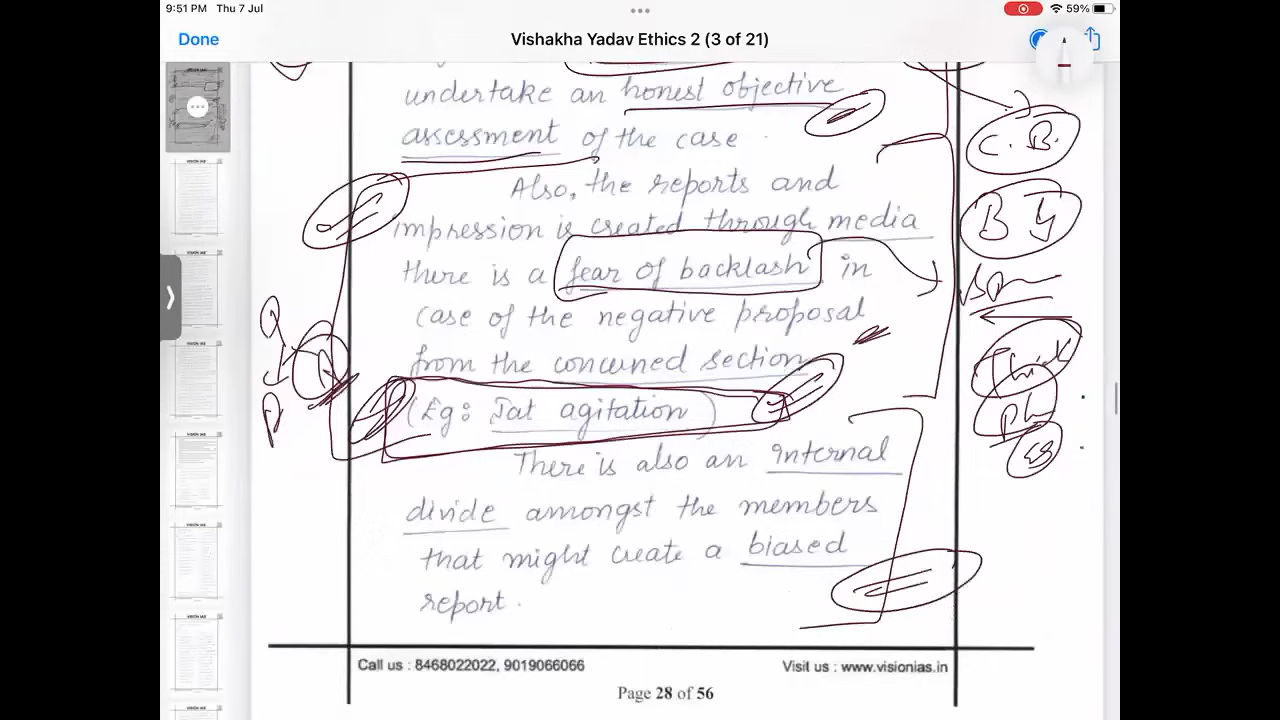 9:51 PM Thu 7 Jul
59%
Done
Vishakha Yadav Ethics 2 (3 of 21)
undertake an honest objective
assessment of the case
Also, the reports and
impression is created through media
there is a fear of backlash in
case of the negative proposal
from the concerned section
(Eg: Jat agitation)
There is also an internal
divide amongst the members
that might create a biased
report.
C. B.
Call us : 8468022022, 9019066066
Visit us : www.visionias.in
Page 28 of 56